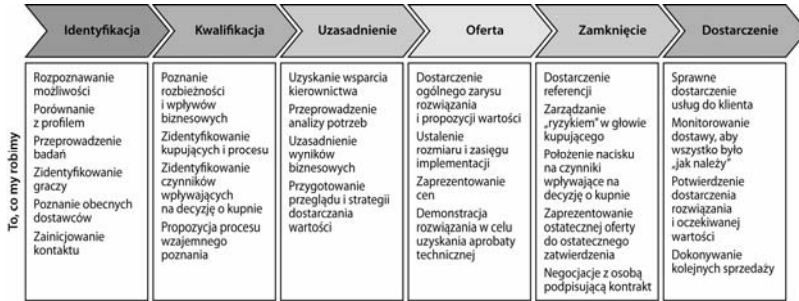 Identyfikacja
Kwalifikacja
Uzasadnienie
Oferta
Zamknięcie
Dostarczenie
To, co my robimy
Rozpoznawanie
możliwości
Porównanie
z profilem
Przeprowadzenie
badań
Zidentyfikowanie
graczy
Poznanie obecnych
dostawców
Zainicjowanie
kontaktu
Poznanie
rozbieżności
i wpływów
biznesowych
Zidentyfikowanie
kupujących i procesu
Zidentyfikowanie
czynników
wpływających
na decyzję o kupnie
Propozycja procesu
wzajemnego
poznania
Uzyskanie wsparcia
kierownictwa
Przeprowadzenie
analizy potrzeb
Uzasadnienie
wyników
biznesowych
Przygotowanie
przeglądu i strategii
dostarczania
wartości
Dostarczenie
ogólnego zarysu
rozwiązania
i propozycji wartości
Ustalenie
rozmiaru i zasięgu
implementacji
Zaprezentowanie
cen
Demonstracja
rozwiązania w celu
uzyskania aprobaty
technicznej
Dostarczenie
referencji
Zarządzanie
„ryzykiem” w głowie
kupującego
Położenie nacisku
na czynniki
wpływające na
decyzję o kupnie
Zaprezentowanie
ostatecznej oferty
do ostatecznego
zatwierdzenia
Negocjacje z osobą
podpisującą kontrakt
Sprawne
dostarczenie
usług do klienta
Monitorowanie
dostawy, aby
wszystko było
„jak należy”
Potwierdzenie
dostarczenia
rozwiązania
i oczekiwanej
wartości
Dokonywanie
kolejnych sprzedaży